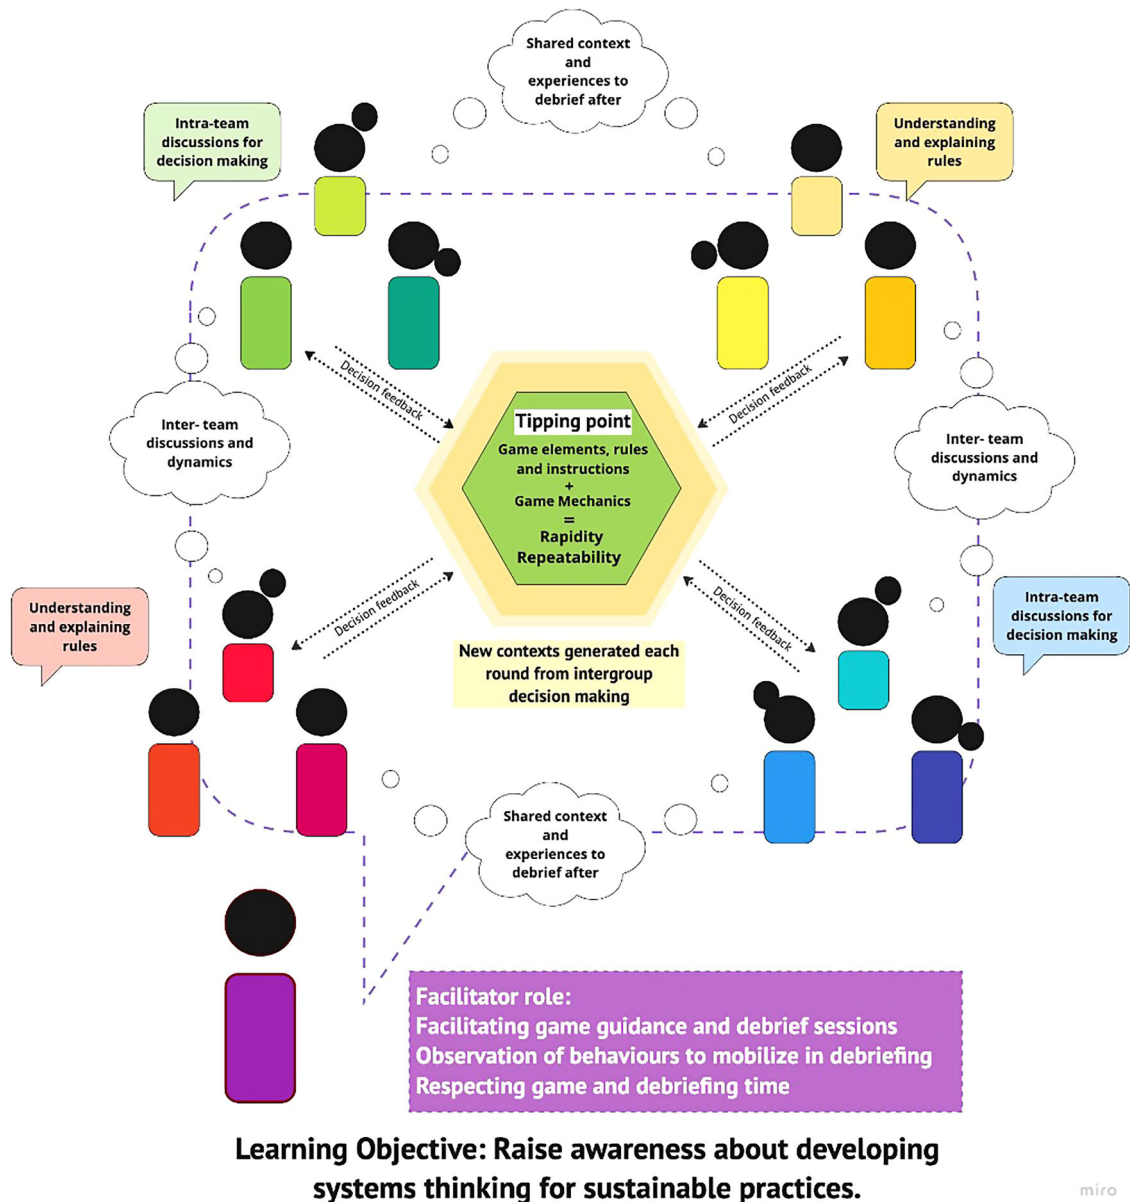 Shared context
and
experiences to
debrief after
Intra-team
discussions for
decision making
Understanding
and explaining
rules
Decision feedback
Decision feedback
Inter- team
discussions and
dynamics
Tipping point
Game elements, rules
and instructions
+
Game Mechanics
=
Rapidity
Repeatability
Inter- team
discussions and
dynamics
Decision feedback
Decision feedback
Understanding
and explaining
rules
Intra-team
discussions for
decision making
New contexts generated each
round from intergroup
decision making
Shared context
and
experiences to
debrief after
Facilitator role:
Facilitating game guidance and debrief sessions
Observation of behaviours to mobilize in debriefing
Respecting game and debriefing time
Learning Objective: Raise awareness about developing
systems thinking for sustainable practices.
miro